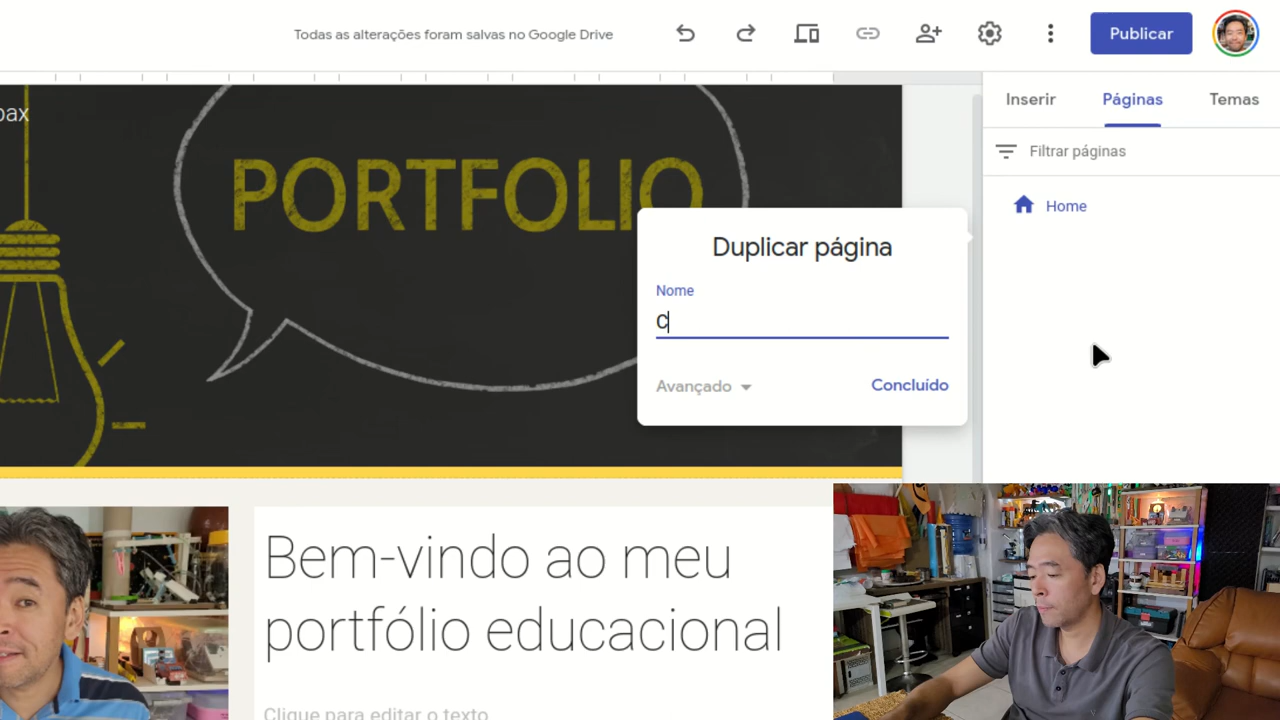 Todas as alterações foram salvas no Google Drive
Publicar
Inserir
Páginas
Temas
Filtrar páginas
Home
PORTFOLIO
Duplicar página
Nome
C
Avançado
Concluído
Bem-vindo ao meu
portfólio educacional
Clique para editar o texto.